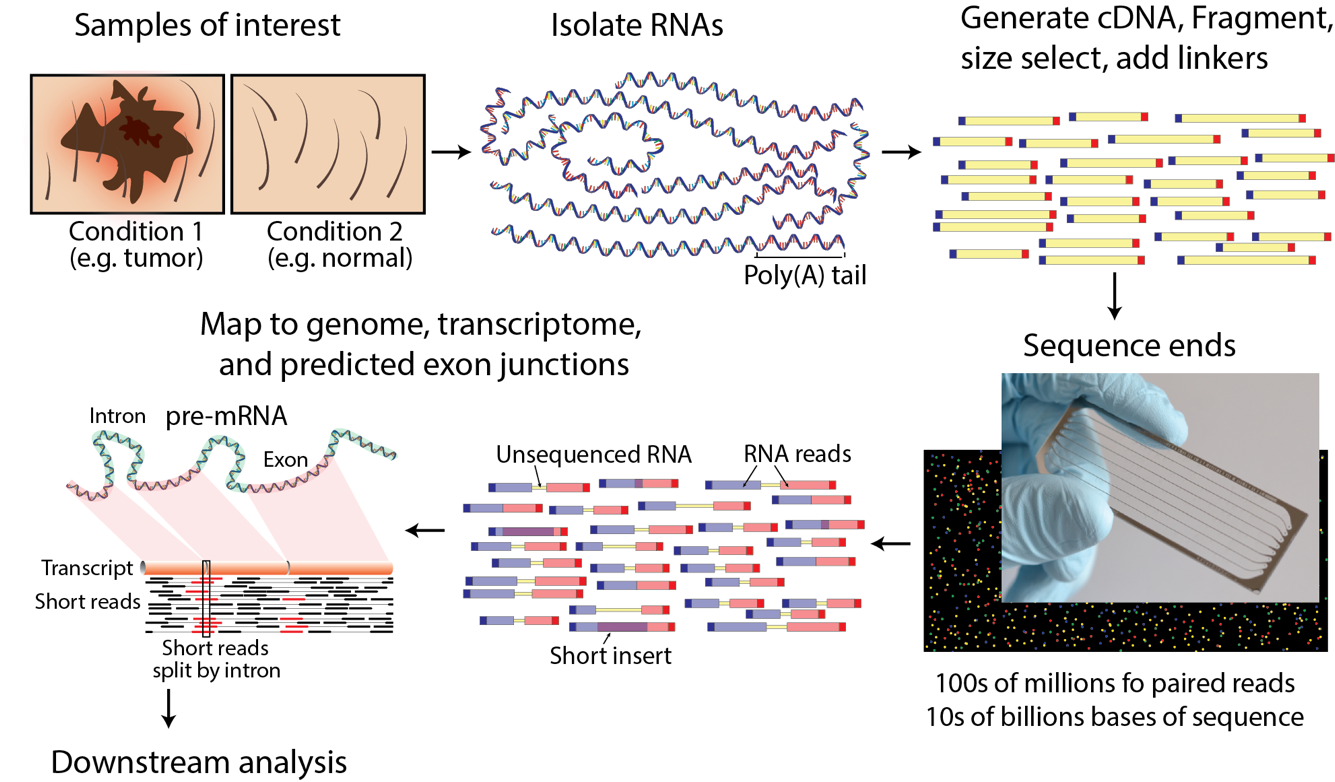 Samples of interest
Condition 1
(e.g. tumor)
Condition 2
(e.g. normal)
Isolate RNAs
Poly(A) tail
Generate cDNA, Fragment,
size select, add linkers
Sequence ends
100s of millions fo paired reads
10s of billions bases of sequence
Unsequenced RNA
RNA reads
Short insert
Map to genome, transcriptome,
and predicted exon junctions
Intron
pre-mRNA
Exon
Transcript
Short reads
Short reads
split by intron
Downstream analysis